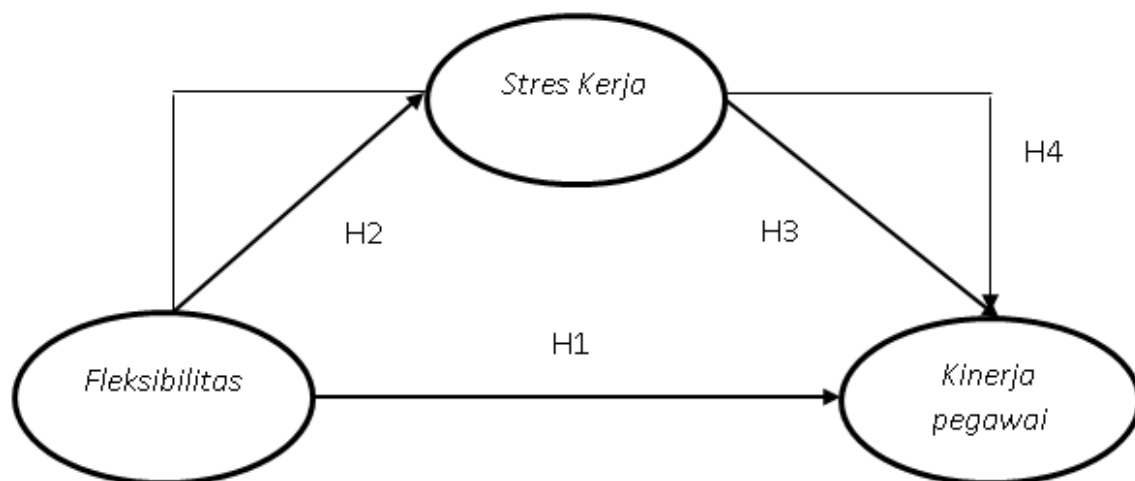 Stres Kerja
H4
H2
H3
H1
Fleksibilitas
Kinerja
pegawai